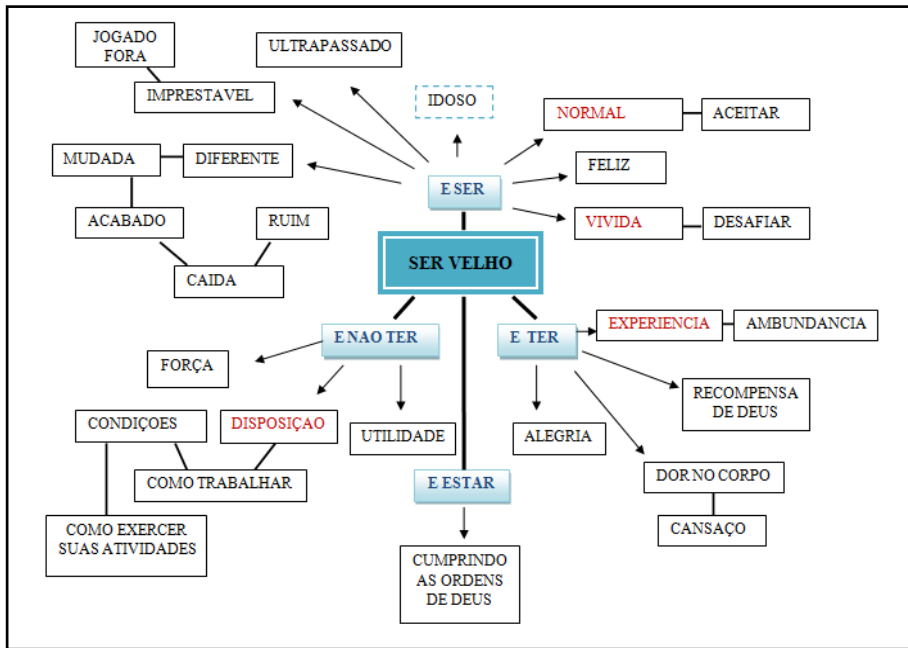 JOGADO
FORA
ULTRAPASSADO
IMPRESTAVEL
IDOSO
NORMAL
ACEITAR
MUDADA
DIFERENTE
FELIZ
E SER
ACABADO
RUIM
VIVIDA
DESAFIAR
CAIDA
SER VELHO
E NAO TER
E TER
EXPERIENCIA
AMBUNDANCIA
FORÇA
RECOMPENSA
DE DEUS
CONDIÇOES
DISPOSIÇAO
UTILIDADE
ALEGRIA
COMO TRABALHAR
E ESTAR
DOR NO CORPO
CANSAÇO
COMO EXERCER
SUAS ATIVIDADES
CUMPRINDO
AS ORDENS
DE DEUS